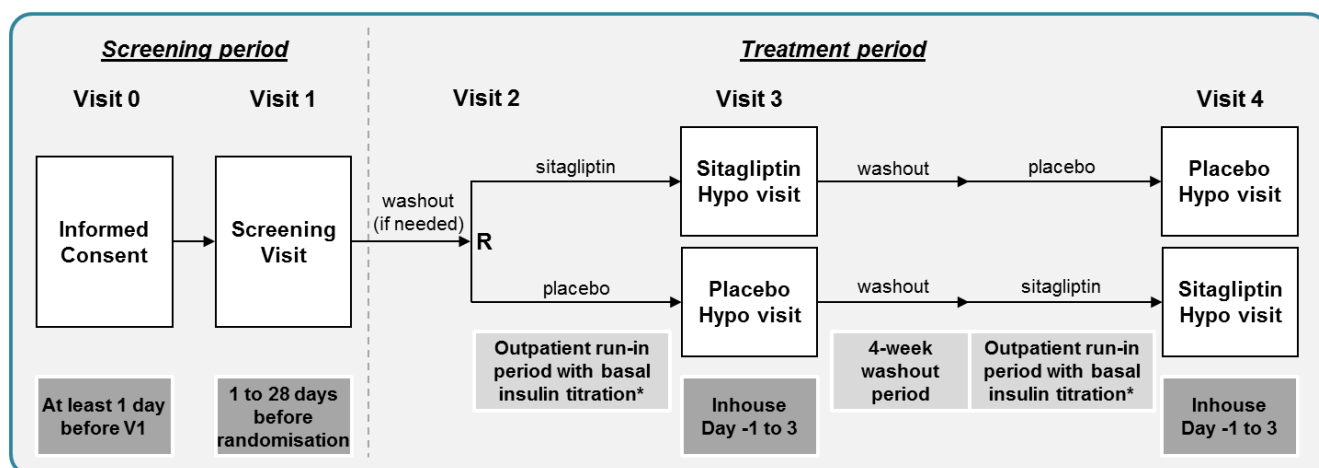 Screening period
Treatment period
Visit 0
Visit 1
Visit 2
Visit 3
Visit 4
Informed
Consent
Screening
Visit
washout
(if needed)
R
sitagliptin
Sitagliptin
Hypo visit
washout
placebo
Placebo
Hypo visit
placebo
Placebo
Hypo visit
washout
sitagliptin
Sitagliptin
Hypo visit
At least 1 day
before V1
1 to 28 days
before
randomisation
Outpatient run-in
period with basal
insulin titration*
Inhouse
Day -1 to 3
4-week
washout
period
Outpatient run-in
period with basal
insulin titration*
Inhouse
Day -1 to 3